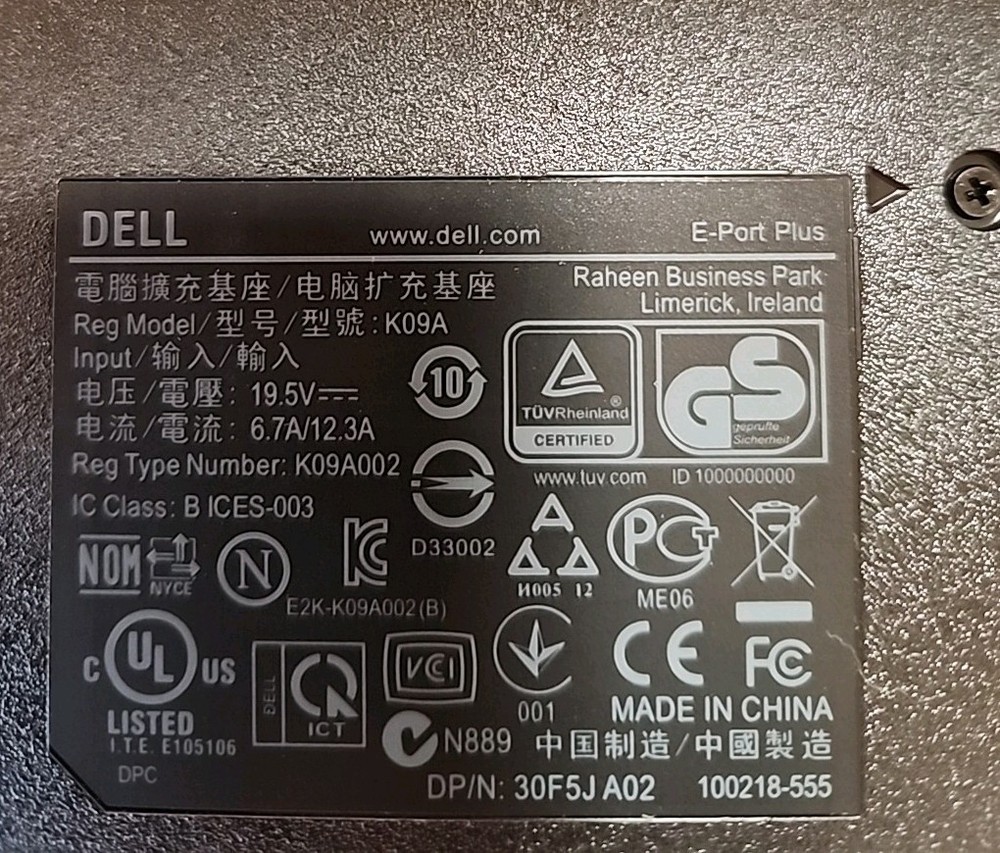 DELL www.dell.com E-Port Plus
電腦擴充基座/电脑扩充基座
Raheen Business Park
Limerick, Ireland
Reg Model/型号/型號:K09A
Input/输入/輸入
电压/電壓: 19.5V
电流/電流: 6.7A/12.3A
Reg Type Number: K09A002
IC Class: B ICES-003
10
TÜVRheinland®
CERTIFIED
GS
geprüfte
Sicherheit
www.tuv.com ID 1000000000
D33002
NOM NYCE
N
E2K-K09A002(B)
И005 12
PCT
ME06
C UL US
LISTED
I.T.E. E105106
DPC
DELL
ICT
VCI
N889
001
CE FC
MADE IN CHINA
中国制造/中國製造
DP/N: 30F5J A02 100218-555